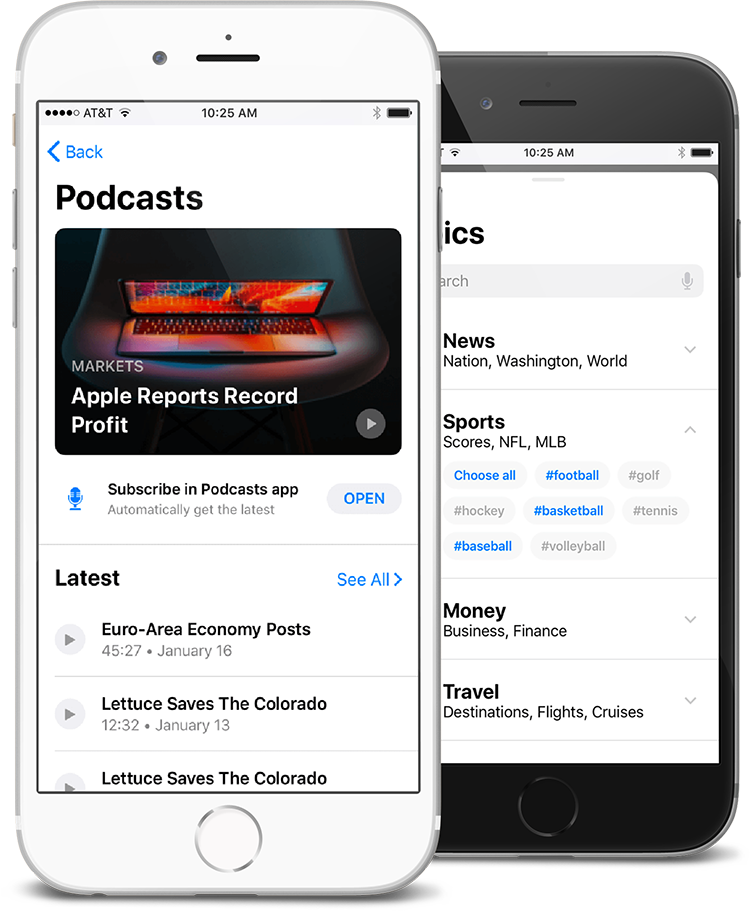 AT&T
10:25 AM
Back
Podcasts
MARKETS
Apple Reports Record
Profit
Subscribe in Podcasts app
Automatically get the latest
OPEN
Latest
See All
Euro-Area Economy Posts
45:27 • January 16
Lettuce Saves The Colorado
12:32 • January 13
Lettuce Saves The Colorado
10:25 AM
ics
arch
News
Nation, Washington, World
Sports
Scores, NFL, MLB
Choose all
#football
#golf
#hockey
#basketball
#tennis
#baseball
#volleyball
Money
Business, Finance
Travel
Destinations, Flights, Cruises